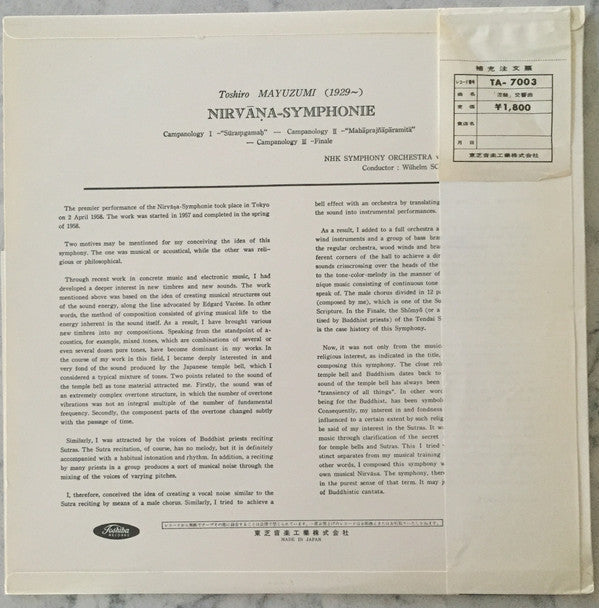 Toshiro MAYUZUMI (1929~)
NIRVĀṆA-SYMPHONIE
Campanology I -"Sūraṃgamaḥ" — Campanology II -"Mahāprajñāpāramitā"
— Campanology III -Finale
NHK SYMPHONY ORCHESTRA
Conductor : Wilhelm
The premier performance of the Nirvāṇa-Symphonie took place in Tokyo
on 2 April 1958. The work was started in 1957 and completed in the spring
of 1958.
Two motives may be mentioned for my conceiving the idea of this
symphony. The one was musical or acoustical, while the other was reli-
gious or philosophical.
Through recent work in concrete music and electronic music, I had
developed a deeper interest in new timbres and new sounds. The work
mentioned above was based on the idea of creating musical structures out
of the sound energy, along the line advocated by Edgard Varèse. In other
words, the method of composition consisted of giving musical life to the
energy inherent in the sound itself. As a result, I have brought various
new timbres into my compositions. Speaking from the standpoint of a-
coustics, for example, mixed tones, which are combinations of several or
even several dozen pure tones, have become dominant in my works. In
the course of my work in this field, I became deeply interested in and
very fond of the sound produced by the Japanese temple bell, which I
considered a typical mixture of tones. Two points related to the sound of
the temple bell as tone material attracted me. Firstly, the sound was of
an extremely complex overtone structure, in which the number of overtone
vibrations was not an integral multiple of the number of fundamental
frequency. Secondly, the component parts of the overtone changed subtly
with the passage of time.
Similarly, I was attracted by the voices of Buddhist priests reciting
Sutras. The Sutra recitation, of course, has no melody, but it is definitely
accompanied with a habitual intonation and rhythm. In addition, a reciting
by many priests in a group produces a sort of musical noise through the
mixing of the voices of varying pitches.
I, therefore, conceived the idea of creating a vocal noise similar to the
Sutra reciting by means of a male chorus. Similarly, I tried to achieve a
bell effect with an orchestra by translating
the sound into instrumental performances.
As a result, I added to a full orchestra a
wind instruments and a group of bass bra
the regular orchestra, wood winds and bra
ferent corners of the hall to achieve a di
sounds crisscrossing over the heads of the
to the tone-color-melody in the manner of
nique music consisting of continuous tone
speak of. The male chorus divided in 12 pa
(composed by me), which is one of the Su
Scripture. In the Finale, the Shōmyō (or a
tised by Buddhist priests) of the Tendai S
is the case history of this Symphony.
Now, it was not only from the music
religious interest, as indicated in the title,
composing this symphony. The close rel
temple bell and Buddhism dates back to
sound of the temple bell has always been
"transiency of all things". In other word
being for the Buddhist, has been symbol
Consequently, my interest in and fondness
influenced to a certain extent by such relig
be said of my interest in the Sutras. It w
music through clarification of the secret
for temple bells and Sutras. This I tried
stinct separates from my musical training
other words, I composed this symphony w
own musical Nirvāṇa. The symphony, ther
in the purest sense of that term. It may
of Buddhistic cantata.
補充注文票
レコード番号 TA-7003
曲名 「涅槃」交響曲
定価 ¥1,800
貴店名
月日
東芝音楽工業株式会社
Toshiba
RECORDS
東芝音楽工業株式会社
MADE IN JAPAN